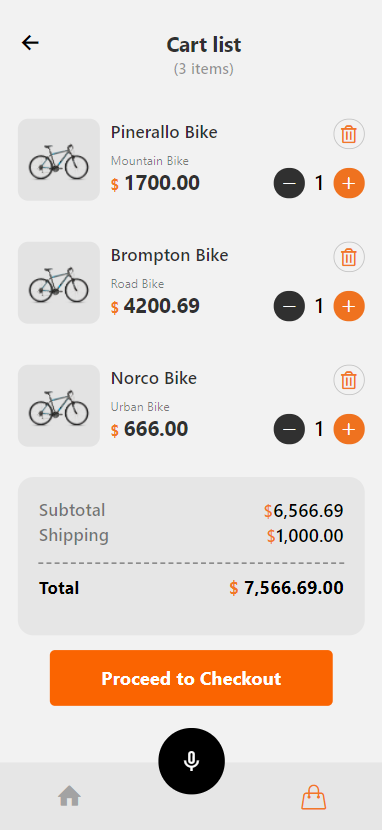 Cart list
(3 items)
Pinerallo Bike
Mountain Bike
$ 1700.00
1
Brompton Bike
Road Bike
$ 4200.69
1
Norco Bike
Urban Bike
$ 666.00
1
Subtotal $6,566.69
Shipping $1,000.00
Total $ 7,566.69.00
Proceed to Checkout